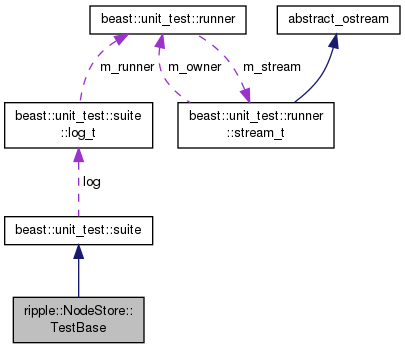 beast::unit_test::runner
abstract_ostream
m_runner
m_owner
m_stream
beast::unit_test::suite
::log_t
beast::unit_test::runner
::stream_t
log
beast::unit_test::suite
ripple::NodeStore::
TestBase